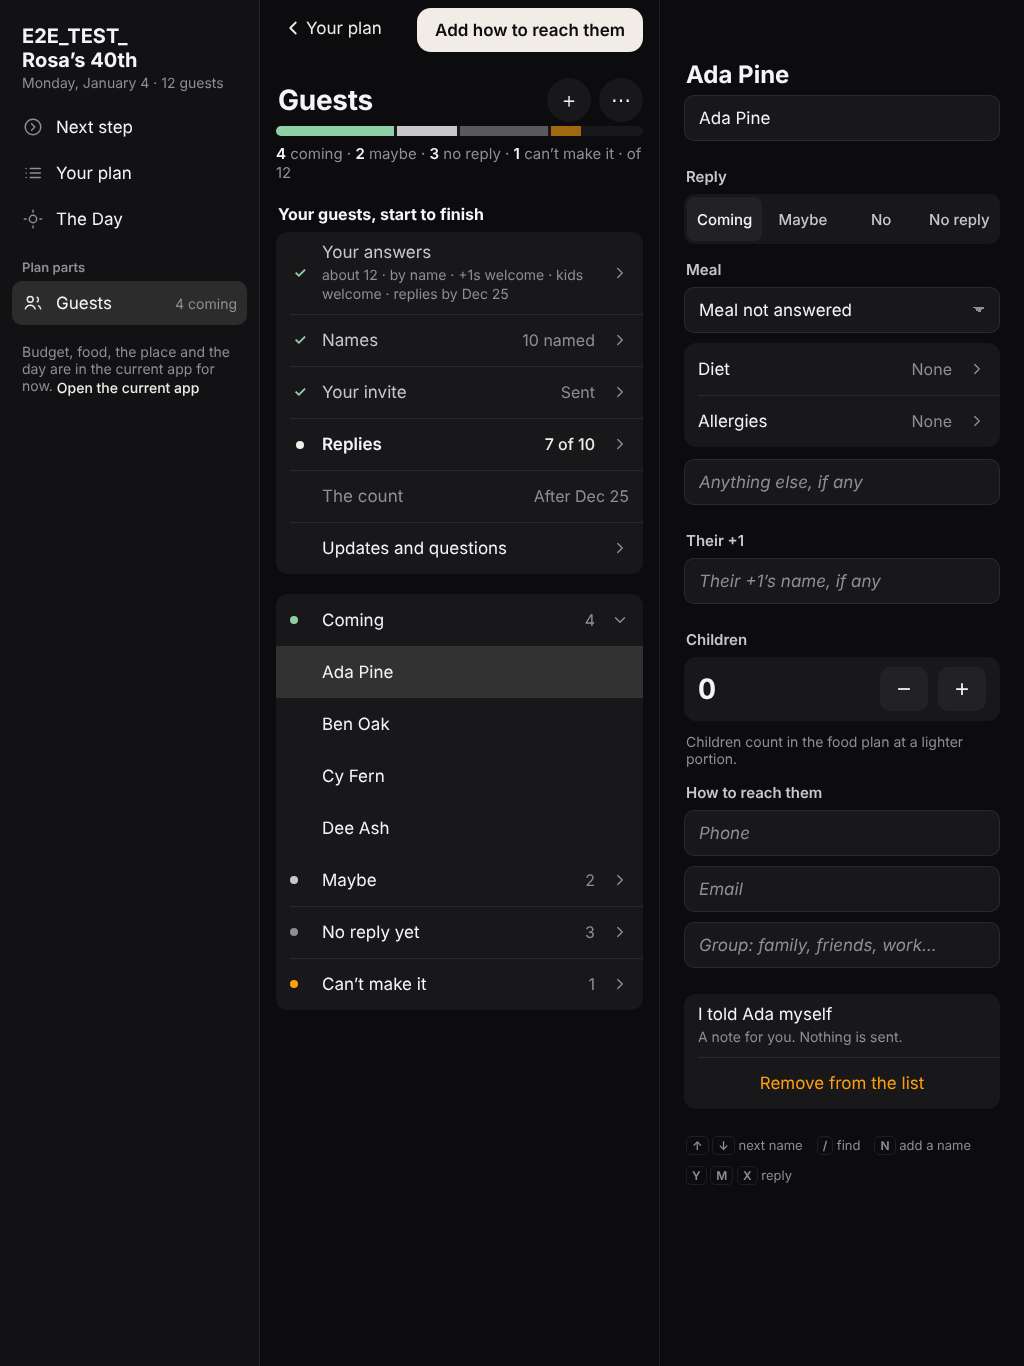 E2E_TEST_
Rosa’s 40th
Monday, January 4 · 12 guests
Next step
Your plan
The Day
Plan parts
Guests 4 coming
Budget, food, the place and the
day are in the current app for
now. Open the current app
Your plan
Add how to reach them
Guests
4 coming · 2 maybe · 3 no reply · 1 can’t make it · of
12
Your guests, start to finish
Your answers
about 12 · by name · +1s welcome · kids
welcome · replies by Dec 25
Names 10 named
Your invite Sent
Replies 7 of 10
The count After Dec 25
Updates and questions
Coming 4
Ada Pine
Ben Oak
Cy Fern
Dee Ash
Maybe 2
No reply yet 3
Can’t make it 1
Ada Pine
Ada Pine
Reply
Coming Maybe No No reply
Meal
Meal not answered
Diet None
Allergies None
Anything else, if any
Their +1
Their +1’s name, if any
Children
0 − +
Children count in the food plan at a lighter
portion.
How to reach them
Phone
Email
Group: family, friends, work…
I told Ada myself
A note for you. Nothing is sent.
Remove from the list
↑ ↓ next name / find N add a name
Y M X reply